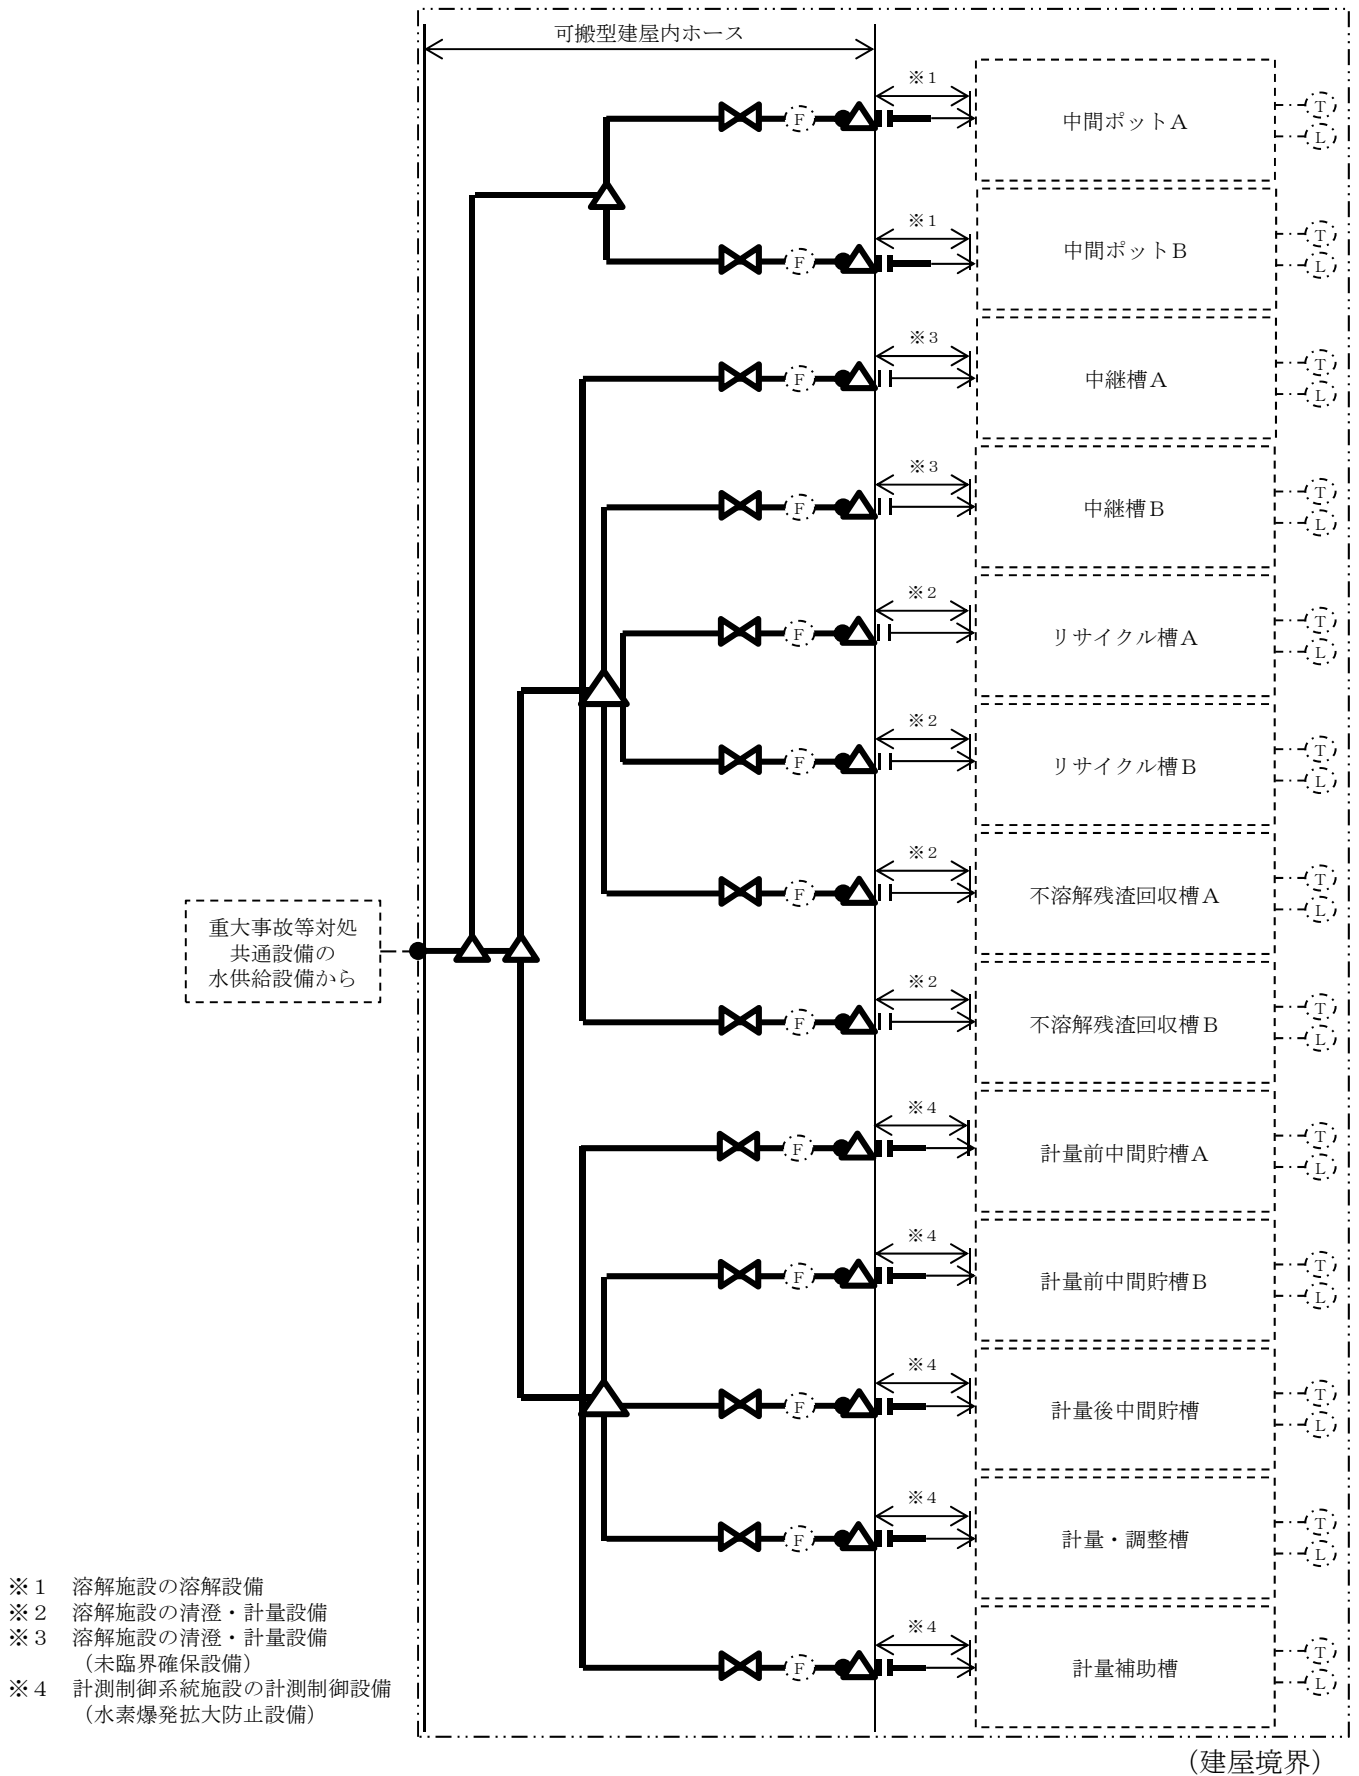 可搬型建屋内ホース
※１
F
中間ポットＡ
T
L
※１
F
中間ポットＢ
T
L
※３
F
中継槽Ａ
T
L
※３
F
中継槽Ｂ
T
L
※２
F
リサイクル槽Ａ
T
L
※２
F
リサイクル槽Ｂ
T
L
※２
F
不溶解残渣回収槽Ａ
T
L
重大事故等対処
共通設備の
水供給設備から
※２
F
不溶解残渣回収槽Ｂ
T
L
※４
F
計量前中間貯槽Ａ
T
L
※４
F
計量前中間貯槽Ｂ
T
L
※４
F
計量後中間貯槽
T
L
※４
F
計量・調整槽
T
L
※４
F
計量補助槽
T
L
※１　溶解施設の溶解設備
※２　溶解施設の清澄・計量設備
※３　溶解施設の清澄・計量設備
（未臨界確保設備）
※４　計測制御系統施設の計測制御設備
（水素爆発拡大防止設備）
（建屋境界）